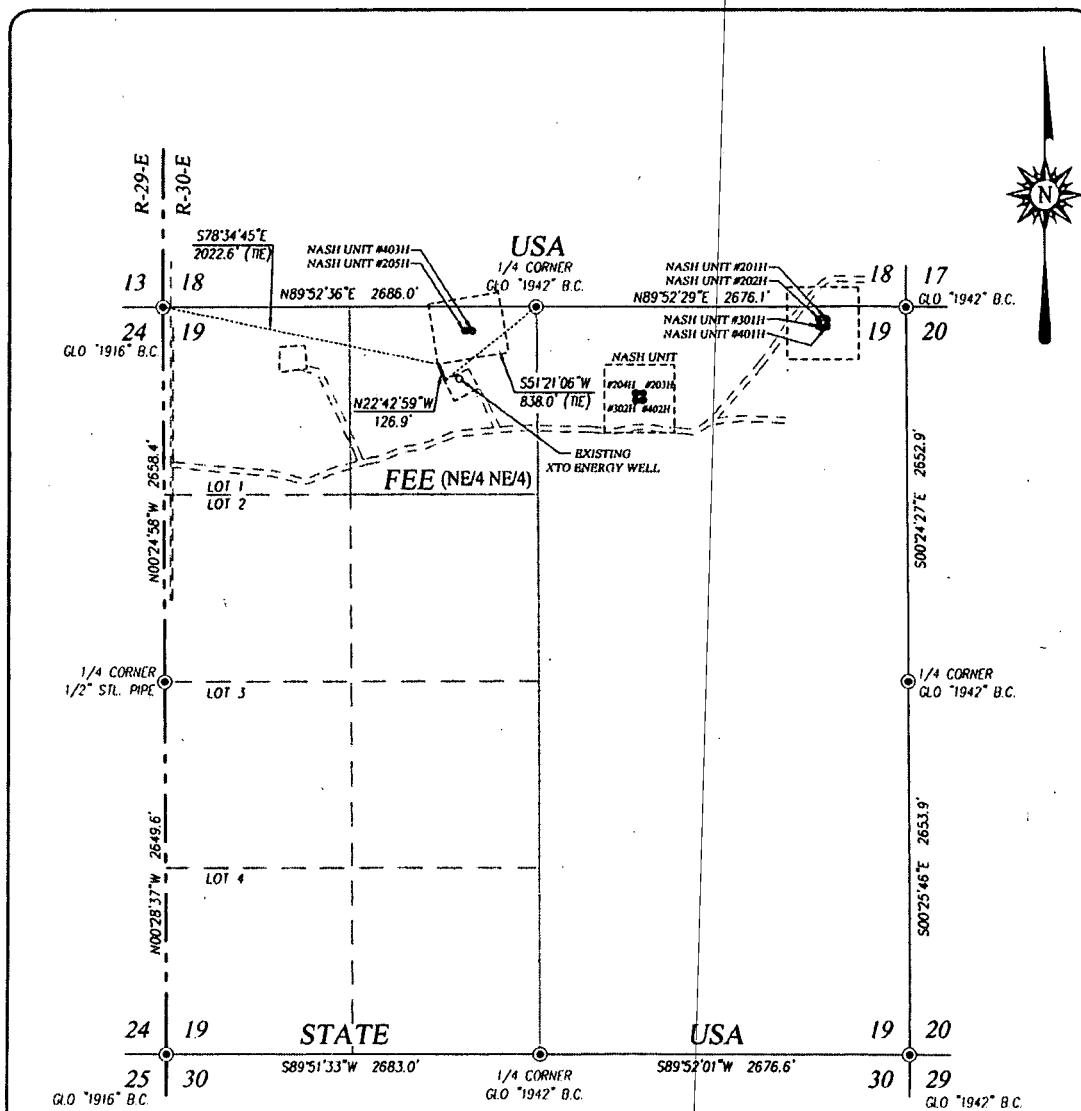 R-29-E
R-30-E
N
S78°34'45"E
2022.6' (TIE)
NASH UNIT #403H
NASH UNIT #205H
USA
1/4 CORNER
GLO "1942" B.C.
NASH UNIT #201H
NASH UNIT #202H
18
17
13
18
N89°52'36"E 2686.0'
N89°52'29"E 2676.1'
GLO "1942" B.C.
24
19
NASH UNIT #301H
NASH UNIT #401H
19
20
GLO "1916" B.C.
NASH UNIT
#204H #203H
#302H #402H
S51°21'06"W
838.0' (TIE)
N22°42'59"W
126.9'
EXISTING
XTO ENERGY WELL
FEE (NE/4 NE/4)
LOT 1
LOT 2
N00°24'58"W 2658.4'
S00°24'27"E 2652.9'
1/4 CORNER
1/2" STL. PIPE
LOT 3
1/4 CORNER
GLO "1942" B.C.
N00°28'37"W 2649.6'
S00°25'46"E 2653.9'
LOT 4
24
19
STATE
USA
19
20
S89°51'33"W 2683.0'
S89°52'01"W 2676.6'
25
30
1/4 CORNER
GLO "1942" B.C.
30
29
GLO "1916" B.C.
GLO "1942" B.C.